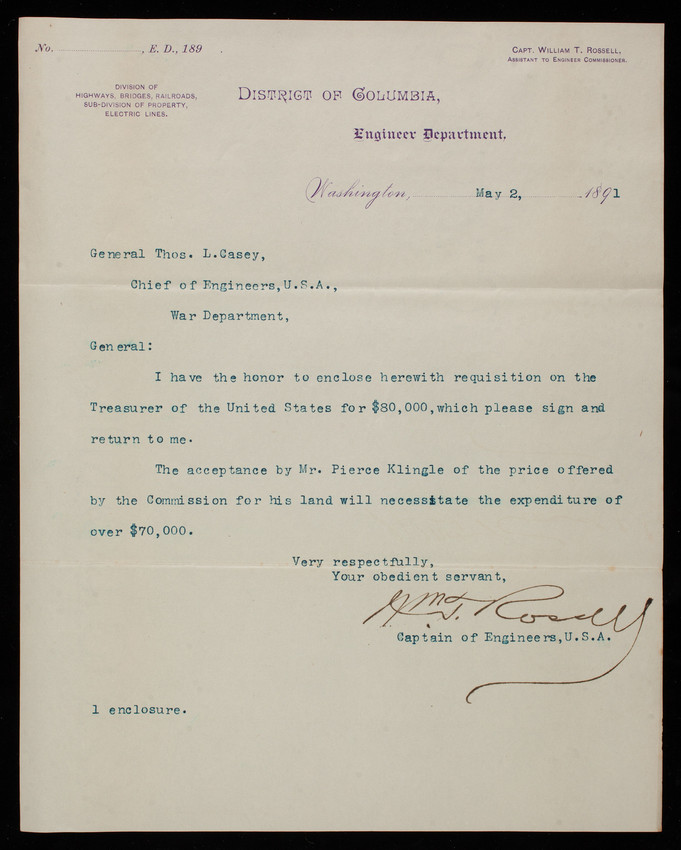 No. , E. D., 189 .
CAPT. WILLIAM T. ROSSELL,
ASSISTANT TO ENGINEER COMMISSIONER.
DIVISION OF
HIGHWAYS, BRIDGES, RAILROADS,
SUB-DIVISION OF PROPERTY,
ELECTRIC LINES.
DISTRICT OF COLUMBIA,
Engineer Department,
Washington, May 2, 1891
General Thos. L.Casey,
Chief of Engineers,U.S.A.,
War Department,
General:
I have the honor to enclose herewith requisition on the
Treasurer of the United States for $80,000,which please sign and
return to me.
The acceptance by Mr. Pierce Klingle of the price offered
by the Commission for his land will necessitate the expenditure of
over $70,000.
Very respectfully,
Your obedient servant,
Wm. T. Rossell
Captain of Engineers,U.S.A.
1 enclosure.